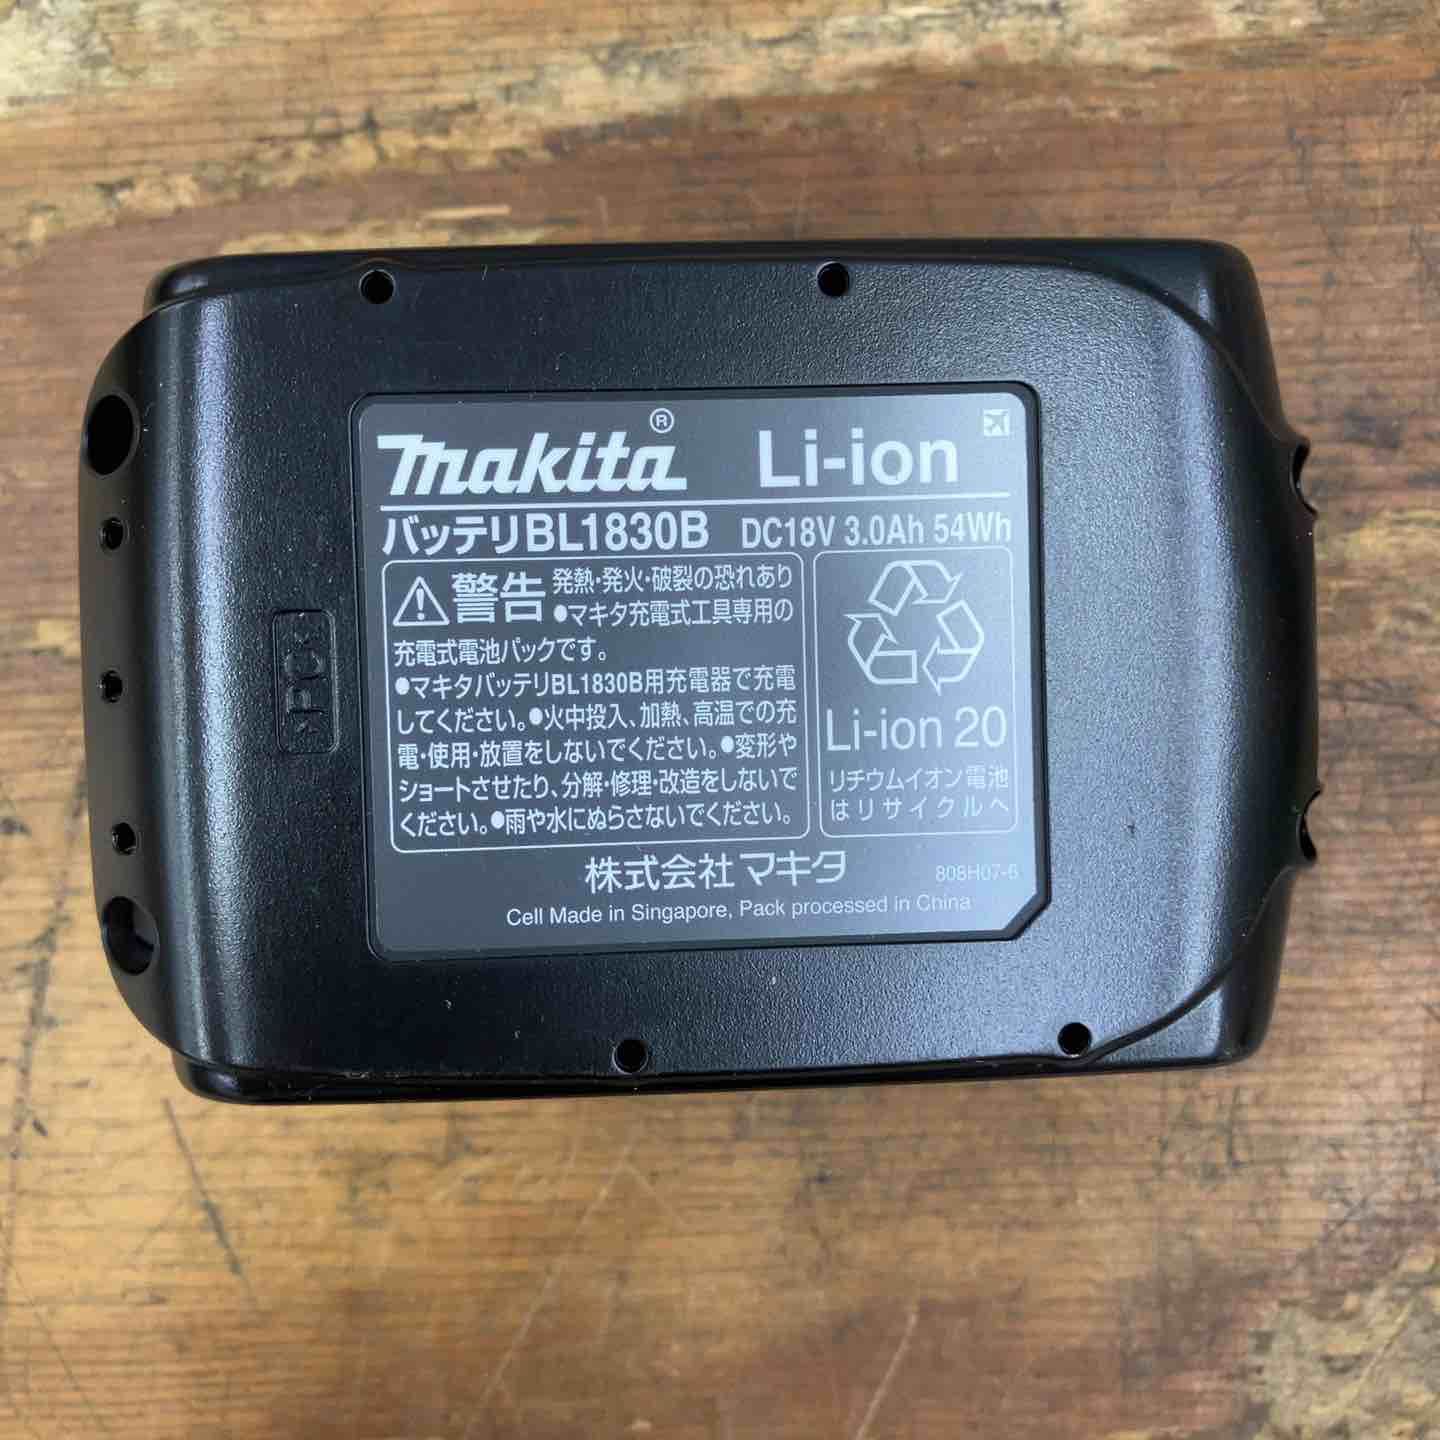 makita® Li-ion
バッテリBL1830B DC18V 3.0Ah 54Wh
警告 発熱・発火・破裂の恐れあり
●マキタ充電式工具専用の
充電式電池パックです。
●マキタバッテリBL1830B用充電器で充電
してください。●火中投入、加熱、高温での充
電・使用・放置をしないでください。●変形や
ショートさせたり、分解・修理・改造をしないで
ください。●雨や水にぬらさないでください。
Li-ion 20
リチウムイオン電池
はリサイクルへ
株式会社マキタ 808H07-6
Cell Made in Singapore, Pack processed in China
>PC<